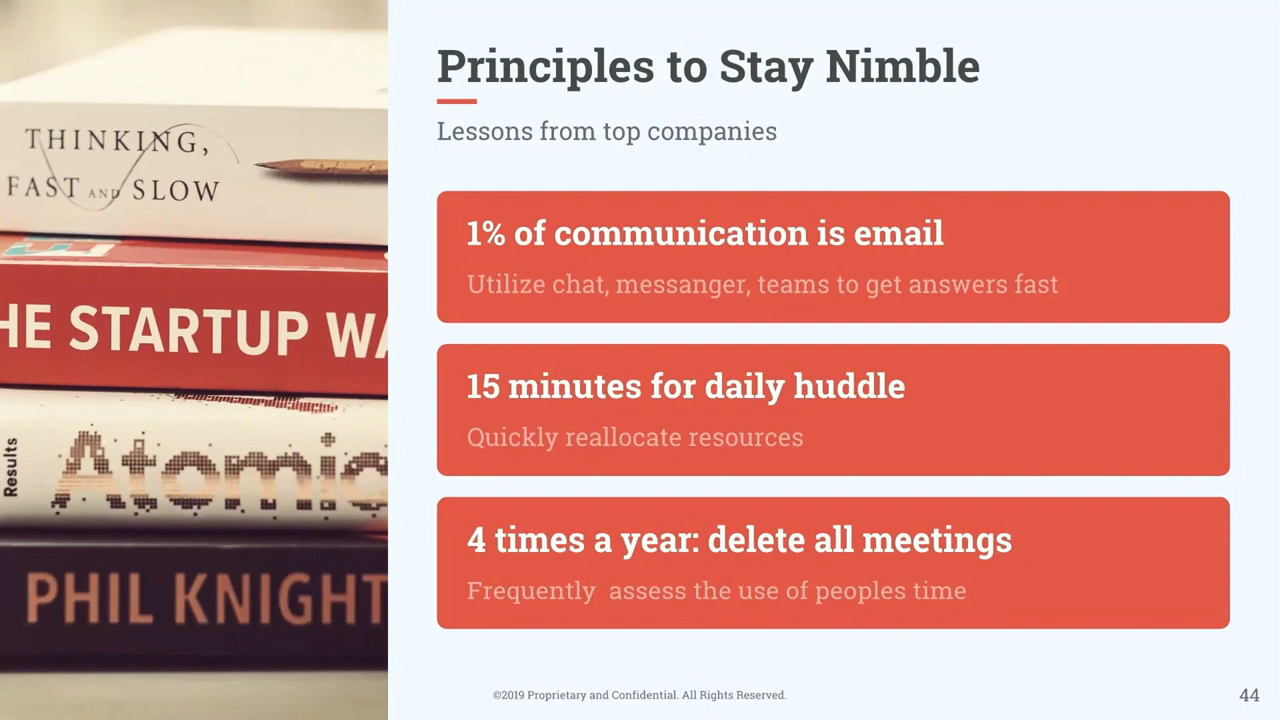 THINKING,
FAST AND SLOW
HE STARTUP WA
Results
Atomic
PHIL KNIGHT
Principles to Stay Nimble
Lessons from top companies
1% of communication is email
Utilize chat, messanger, teams to get answers fast
15 minutes for daily huddle
Quickly reallocate resources
4 times a year: delete all meetings
Frequently  assess the use of peoples time
©2019 Proprietary and Confidential. All Rights Reserved.
44